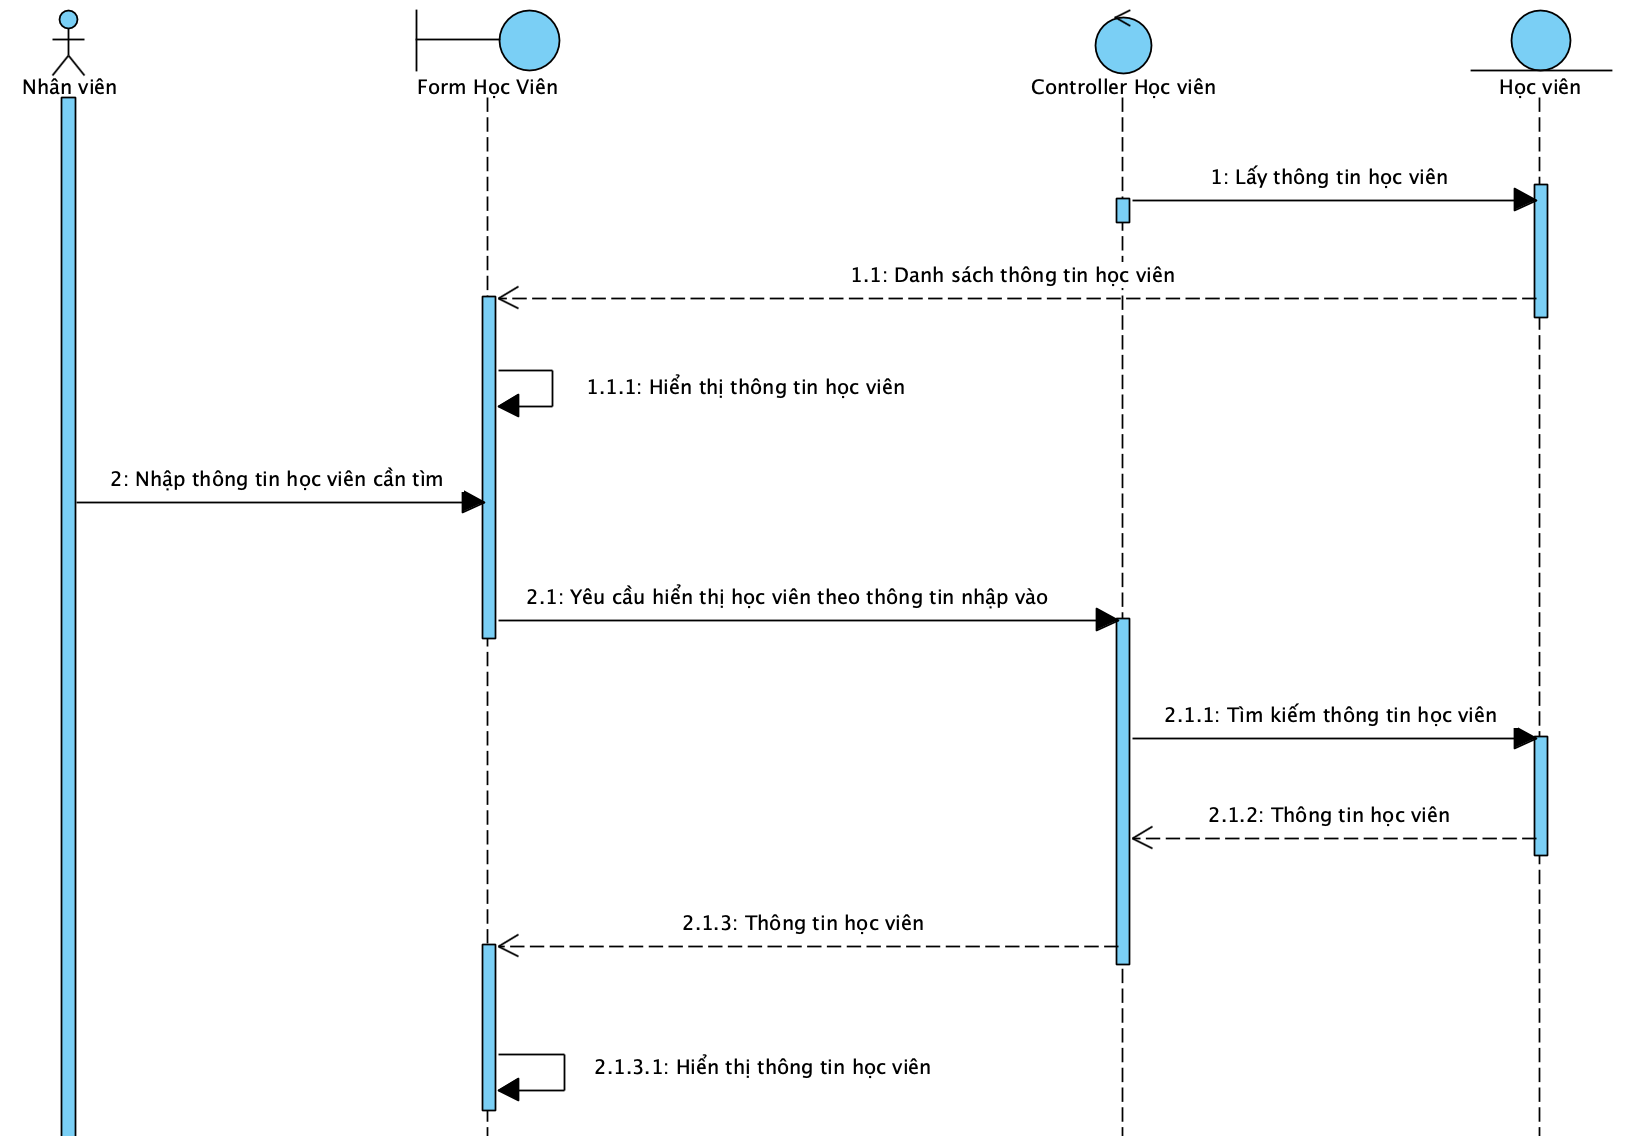 Nhân viên
Form Học Viên
Controller Học viên
Học viên
1: Lấy thông tin học viên
1.1: Danh sách thông tin học viên
1.1.1: Hiển thị thông tin học viên
2: Nhập thông tin học viên cần tìm
2.1: Yêu cầu hiển thị học viên theo thông tin nhập vào
2.1.1: Tìm kiếm thông tin học viên
2.1.2: Thông tin học viên
2.1.3: Thông tin học viên
2.1.3.1: Hiển thị thông tin học viên